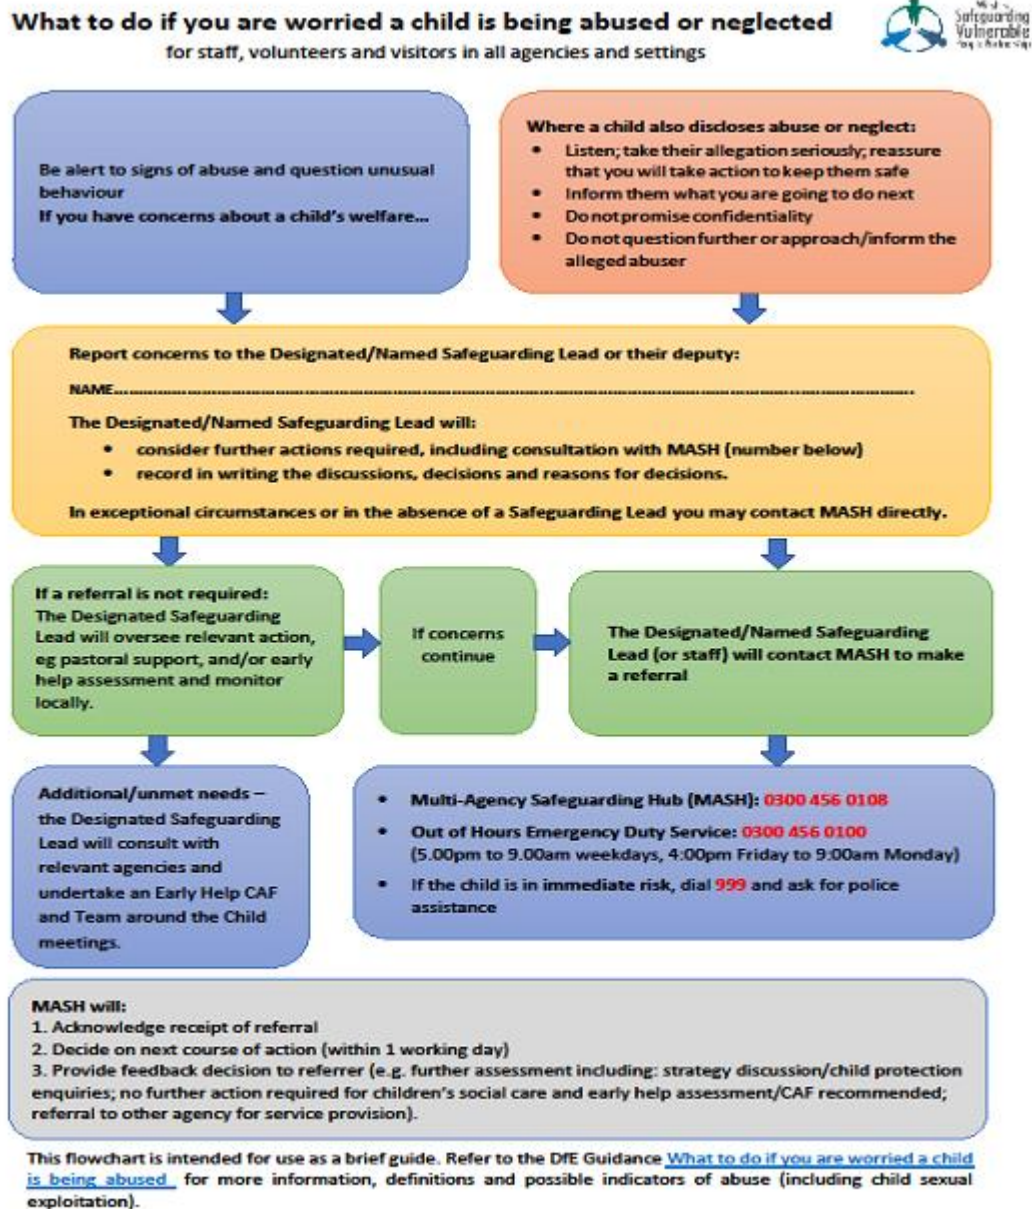 What to do if you are worried a child is being abused or neglected
for staff, volunteers and visitors in all agencies and settings
Safeguarding
Vulnerable
People Partnership
Be alert to signs of abuse and question unusual
behaviour
If you have concerns about a child's welfare…
Where a child also discloses abuse or neglect:
• Listen; take their allegation seriously; reassure
that you will take action to keep them safe
• Inform them what you are going to do next
• Do not promise confidentiality
• Do not question further or approach/inform the
alleged abuser
Report concerns to the Designated/Named Safeguarding Lead or their deputy:
NAME……………………………………………………………………………………………………………………
The Designated/Named Safeguarding Lead will:
• consider further actions required, including consultation with MASH (number below)
• record in writing the discussions, decisions and reasons for decisions.
In exceptional circumstances or in the absence of a Safeguarding Lead you may contact MASH directly.
If a referral is not required:
The Designated Safeguarding
Lead will oversee relevant action,
eg pastoral support, and/or early
help assessment and monitor
locally.
If concerns
continue
The Designated/Named Safeguarding
Lead (or staff) will contact MASH to make
a referral
Additional/unmet needs –
the Designated Safeguarding
Lead will consult with
relevant agencies and
undertake an Early Help CAF
and Team around the Child
meetings.
• Multi-Agency Safeguarding Hub (MASH): 0300 456 0108
• Out of Hours Emergency Duty Service: 0300 456 0100
(5.00pm to 9.00am weekdays, 4:00pm Friday to 9:00am Monday)
• If the child is in immediate risk, dial 999 and ask for police
assistance
MASH will:
1. Acknowledge receipt of referral
2. Decide on next course of action (within 1 working day)
3. Provide feedback decision to referrer (e.g. further assessment including: strategy discussion/child protection
enquiries; no further action required for children's social care and early help assessment/CAF recommended;
referral to other agency for service provision).
This flowchart is intended for use as a brief guide. Refer to the DfE Guidance What to do if you are worried a child
is being abused for more information, definitions and possible indicators of abuse (including child sexual
exploitation).